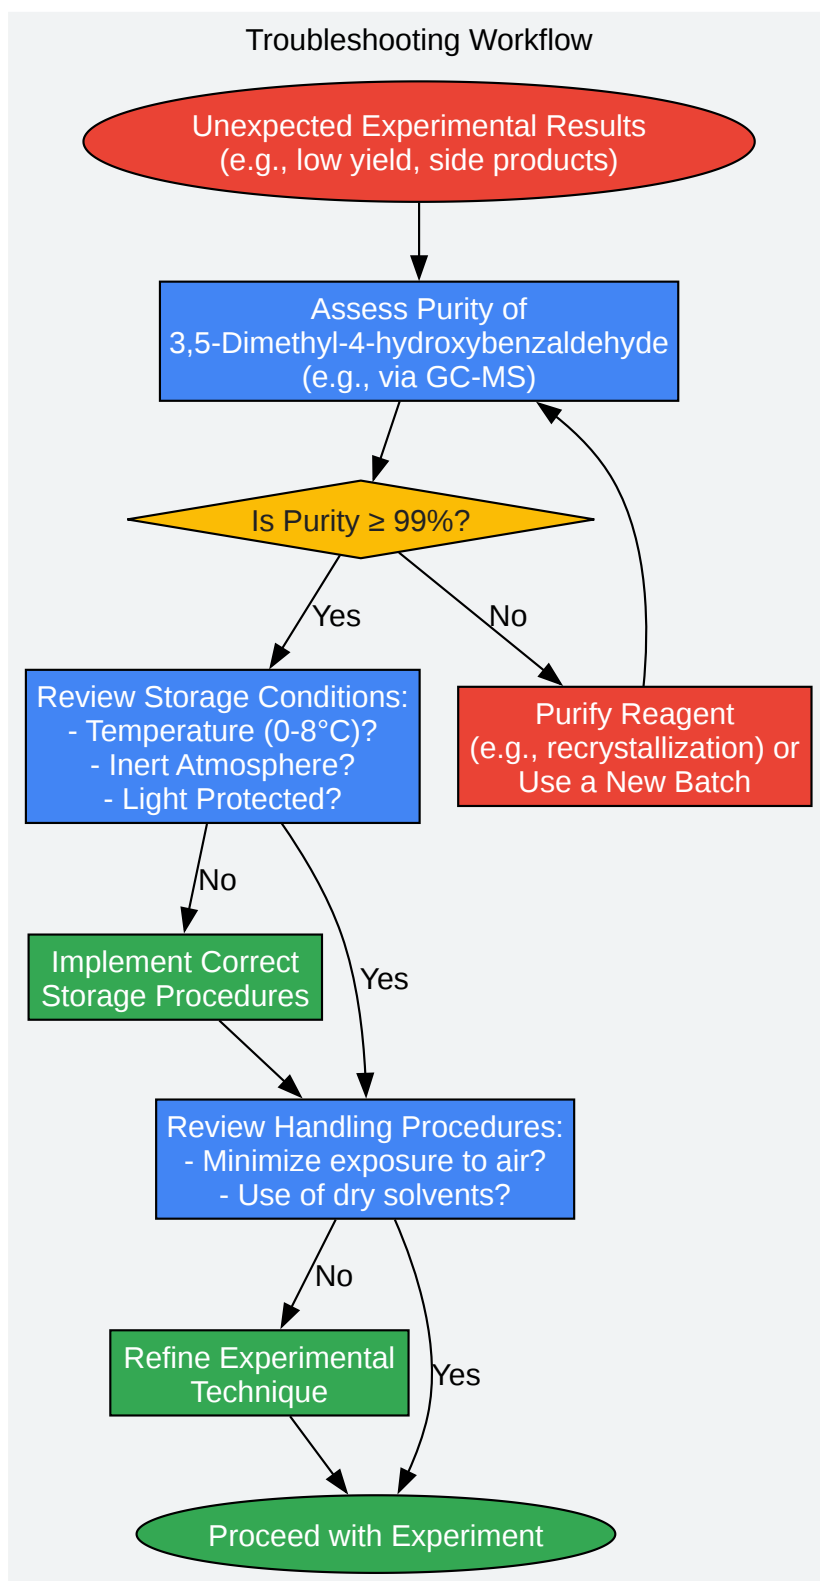 Troubleshooting Workflow
Unexpected Experimental Results
(e.g., low yield, side products)
Assess Purity of
3,5-Dimethyl-4-hydroxybenzaldehyde
(e.g., via GC-MS)
Is Purity ≥ 99%?
Yes
No
Review Storage Conditions:
- Temperature (0-8°C)?
- Inert Atmosphere?
- Light Protected?
Purify Reagent
(e.g., recrystallization) or
Use a New Batch
No
Implement Correct
Storage Procedures
Yes
Review Handling Procedures:
- Minimize exposure to air?
- Use of dry solvents?
No
Refine Experimental
Technique
Yes
Proceed with Experiment